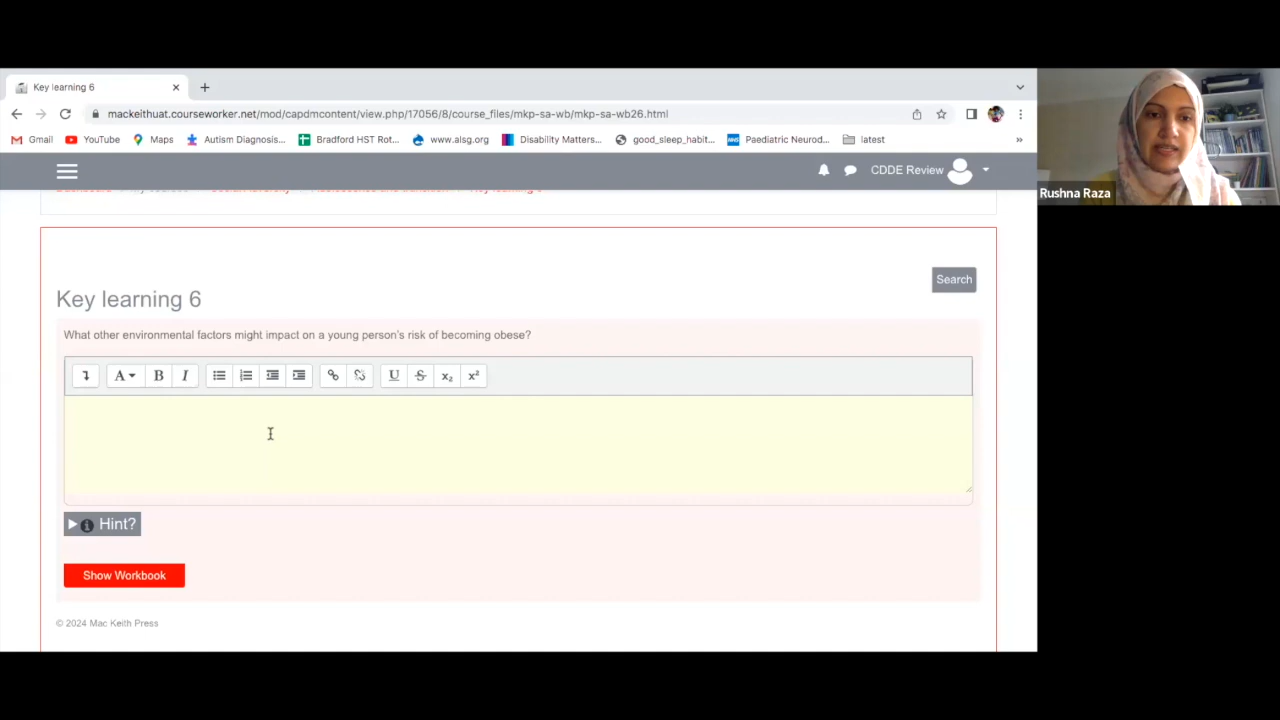 Key learning 6
mackeithuat.courseworker.net/mod/capdmcontent/view.php/17056/8/course_files/mkp-sa-wb/mkp-sa-wb26.html
Gmail YouTube Maps Autism Diagnosis... Bradford HST Rot... www.alsg.org Disability Matters... good_sleep_habit... Paediatric Neurod... latest »
CDDE Review
Rushna Raza
Search
Key learning 6
What other environmental factors might impact on a young person's risk of becoming obese?
A B I U S x₂ x²
Hint?
Show Workbook
© 2024 Mac Keith Press